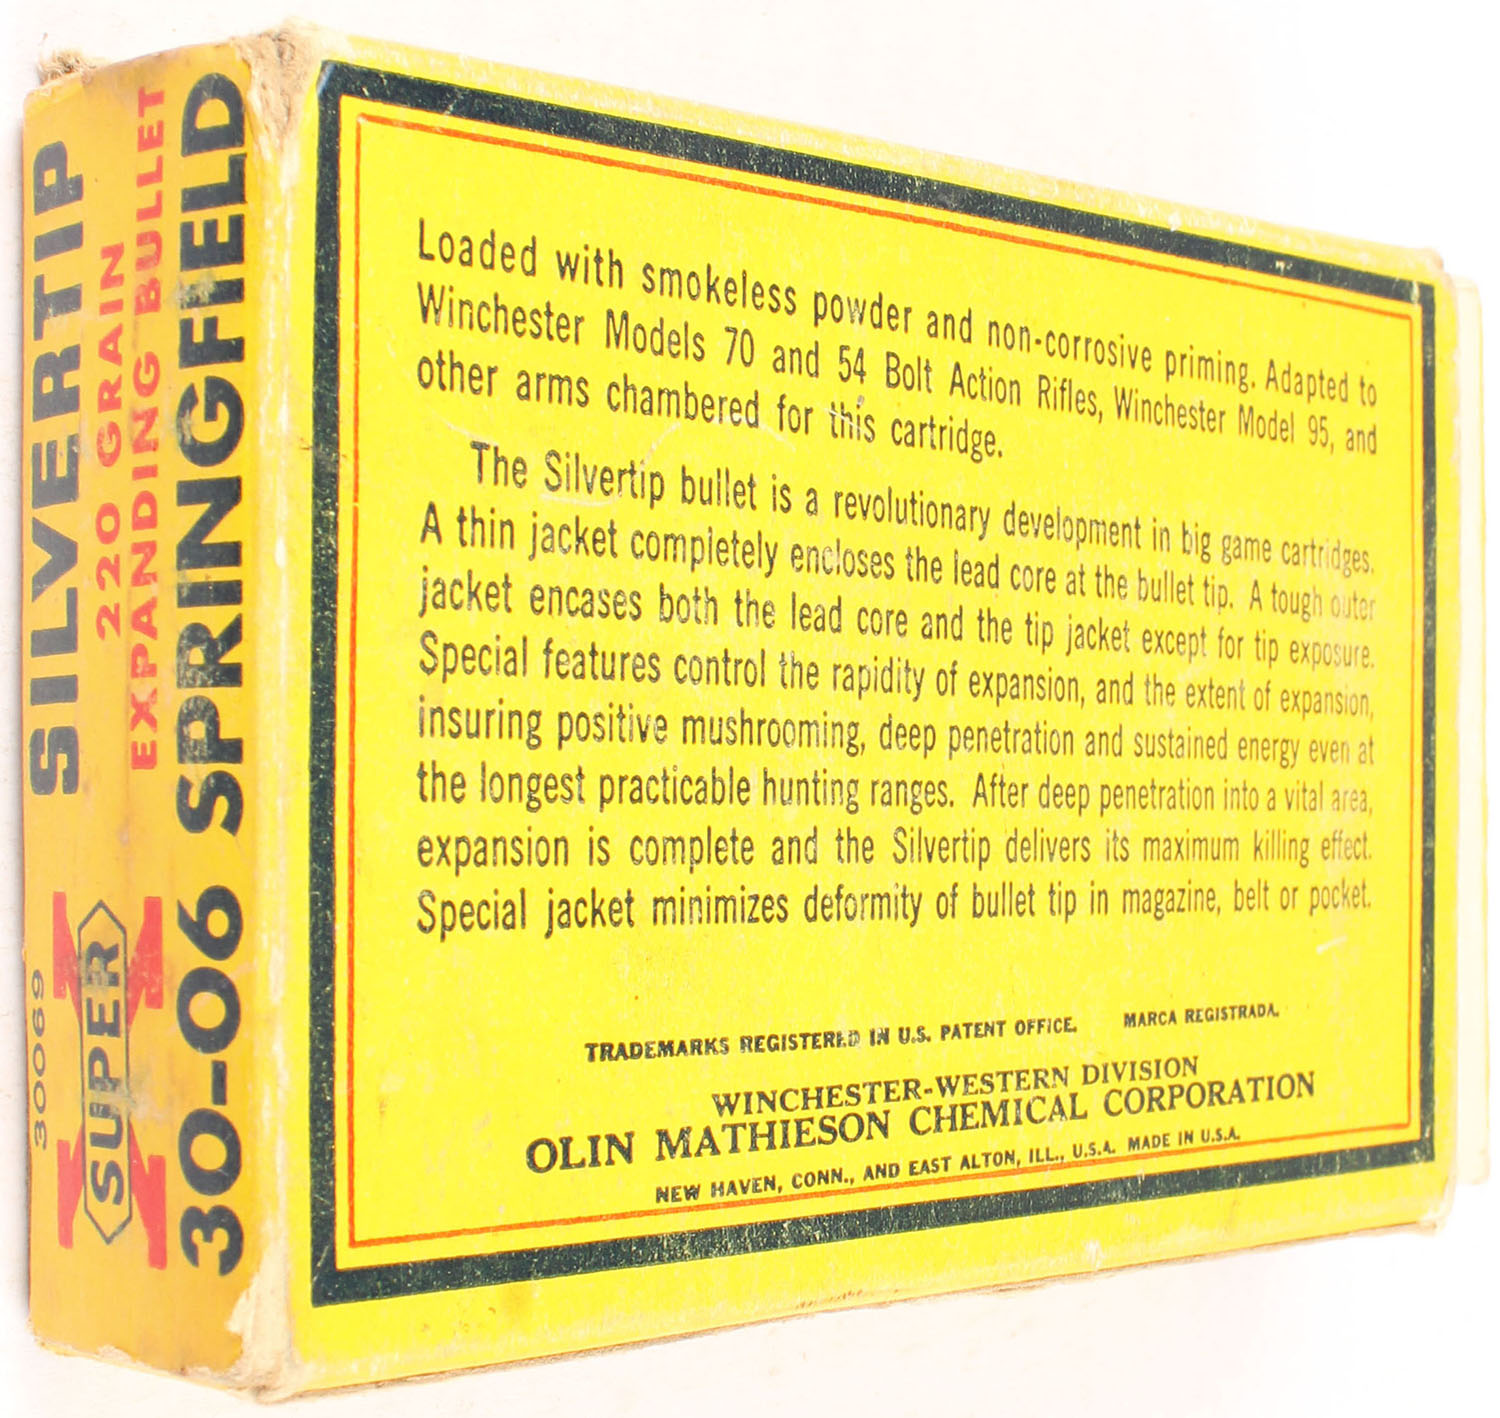 SILVERTIP
220 GRAIN
EXPANDING BULLET
30-06 SPRINGFIELD
30069
SUPER
X
Loaded with smokeless powder and non-corrosive priming. Adapted to
Winchester Models 70 and 54 Bolt Action Rifles, Winchester Model 95, and
other arms chambered for this cartridge.
The Silvertip bullet is a revolutionary development in big game cartridges.
A thin jacket completely encloses the lead core at the bullet tip. A tough outer
jacket encases both the lead core and the tip jacket except for tip exposure.
Special features control the rapidity of expansion, and the extent of expansion,
insuring positive mushrooming, deep penetration and sustained energy even at
the longest practicable hunting ranges. After deep penetration into a vital area,
expansion is complete and the Silvertip delivers its maximum killing effect.
Special jacket minimizes deformity of bullet tip in magazine, belt or pocket.
TRADEMARKS REGISTERED IN U.S. PATENT OFFICE. MARCA REGISTRADA.
WINCHESTER-WESTERN DIVISION
OLIN MATHIESON CHEMICAL CORPORATION
NEW HAVEN, CONN., AND EAST ALTON, ILL., U.S.A. MADE IN U.S.A.